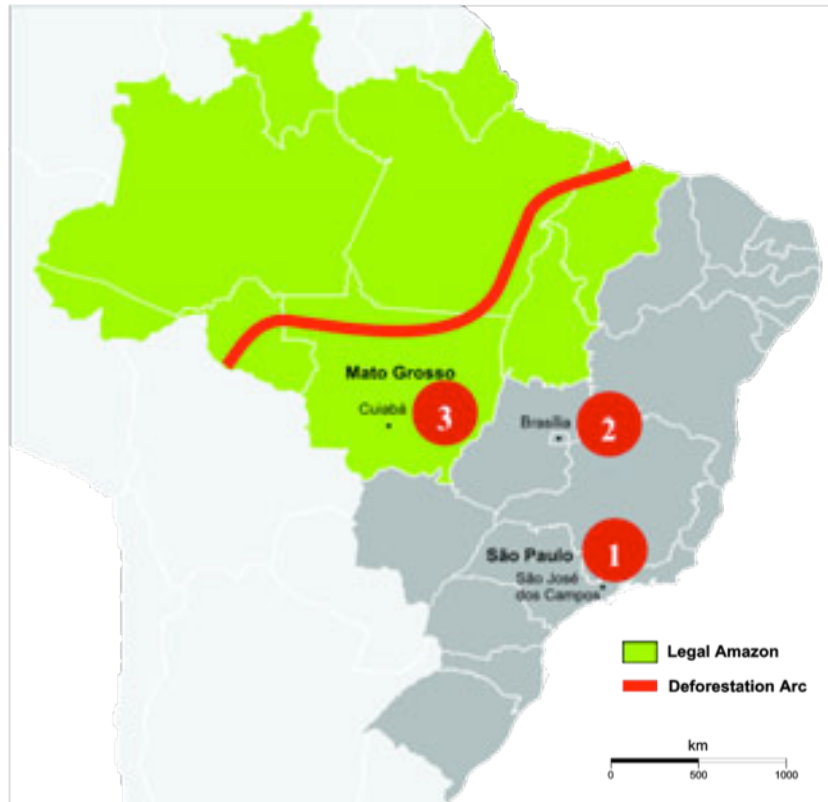 Mato Grosso
Cuiabá
3
Brasília
2
1
São Paulo
São José
dos Campos
Legal Amazon
Deforestation Arc
km
0 500 1000